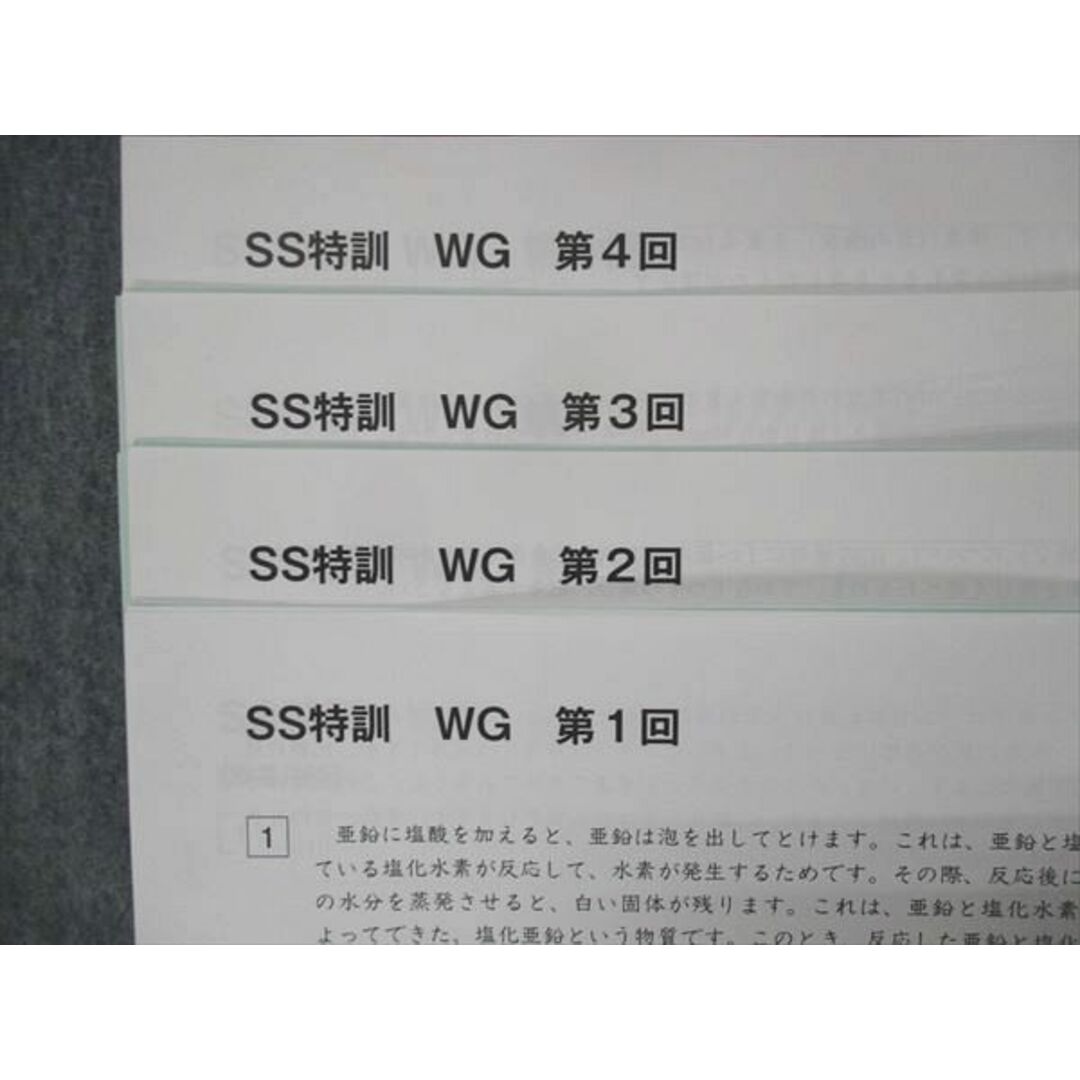 SS特訓　WG　第４回
SS特訓　WG　第３回
SS特訓　WG　第２回
SS特訓　WG　第１回
1　亜鉛に塩酸を加えると、亜鉛は泡を出してとけます。これは、亜鉛と塩
ている塩化水素が反応して、水素が発生するためです。その際、反応後に
の水分を蒸発させると、白い固体が残ります。これは、亜鉛と塩化水素
よってできた、塩化亜鉛という物質です。このとき、反応した亜鉛と塩化